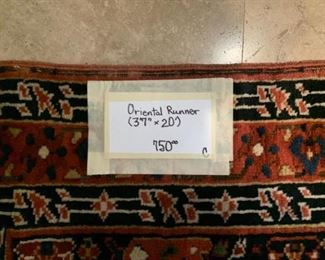 Oriental Runner
(3'7" x 20')
750⁰⁰
C